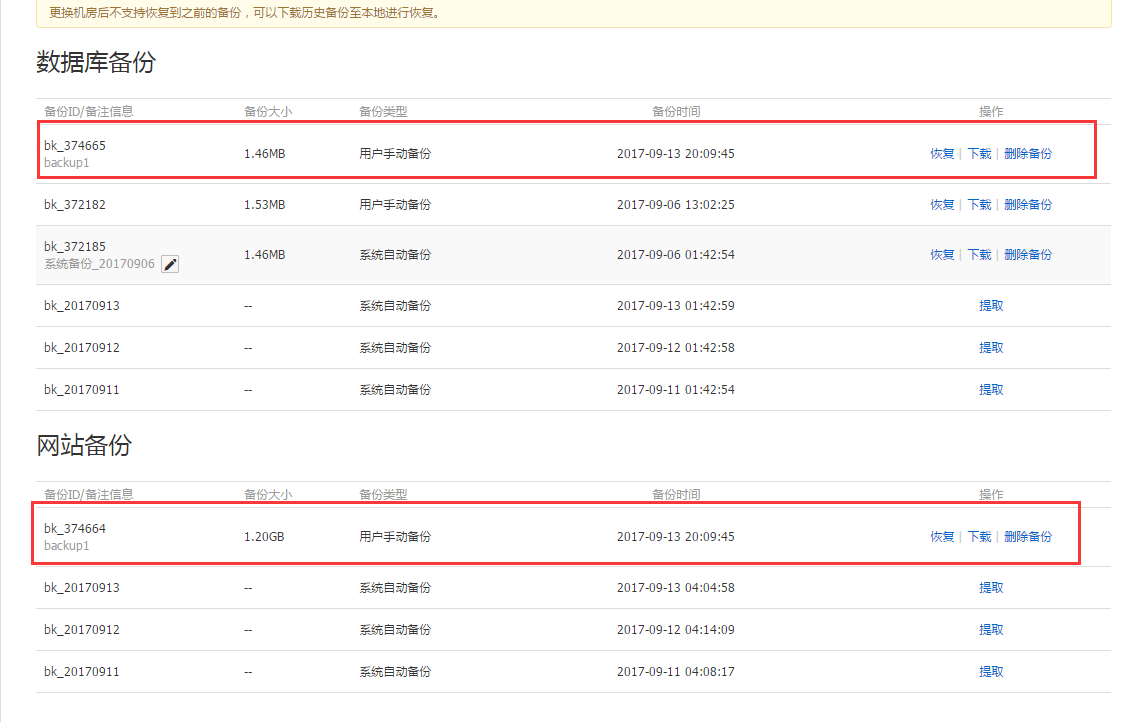 更换机房后不支持恢复到之前的备份，可以下载历史备份至本地进行恢复。
数据库备份
备份ID/备注信息 备份大小 备份类型 备份时间 操作
bk_374665
backup1
1.46MB 用户手动备份 2017-09-13 20:09:45 恢复 | 下载 | 删除备份
bk_372182 1.53MB 用户手动备份 2017-09-06 13:02:25 恢复 | 下载 | 删除备份
bk_372185
系统备份_20170906
1.46MB 系统自动备份 2017-09-06 01:42:54 恢复 | 下载 | 删除备份
bk_20170913 -- 系统自动备份 2017-09-13 01:42:59 提取
bk_20170912 -- 系统自动备份 2017-09-12 01:42:58 提取
bk_20170911 -- 系统自动备份 2017-09-11 01:42:54 提取
网站备份
备份ID/备注信息 备份大小 备份类型 备份时间 操作
bk_374664
backup1
1.20GB 用户手动备份 2017-09-13 20:09:45 恢复 | 下载 | 删除备份
bk_20170913 -- 系统自动备份 2017-09-13 04:04:58 提取
bk_20170912 -- 系统自动备份 2017-09-12 04:14:09 提取
bk_20170911 -- 系统自动备份 2017-09-11 04:08:17 提取